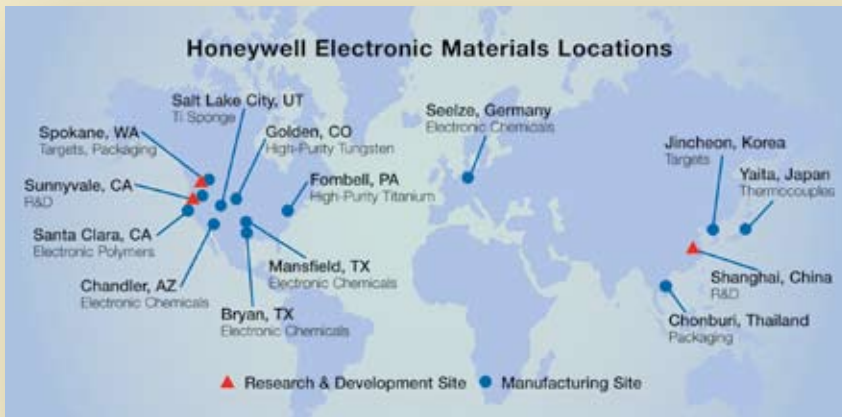 Honeywell Electronic Materials Locations
Salt Lake City, UT
Ti Sponge
Spokane, WA
Targets, Packaging
Golden, CO
High-Purity Tungsten
Seelze, Germany
Electronic Chemicals
Jincheon, Korea
Targets
Sunnyvale, CA
R&D
Fombell, PA
High-Purity Titanium
Yaita, Japan
Thermocouples
Santa Clara, CA
Electronic Polymers
Mansfield, TX
Electronic Chemicals
Shanghai, China
R&D
Chandler, AZ
Electronic Chemicals
Bryan, TX
Electronic Chemicals
Chonburi, Thailand
Packaging
Research & Development Site
Manufacturing Site